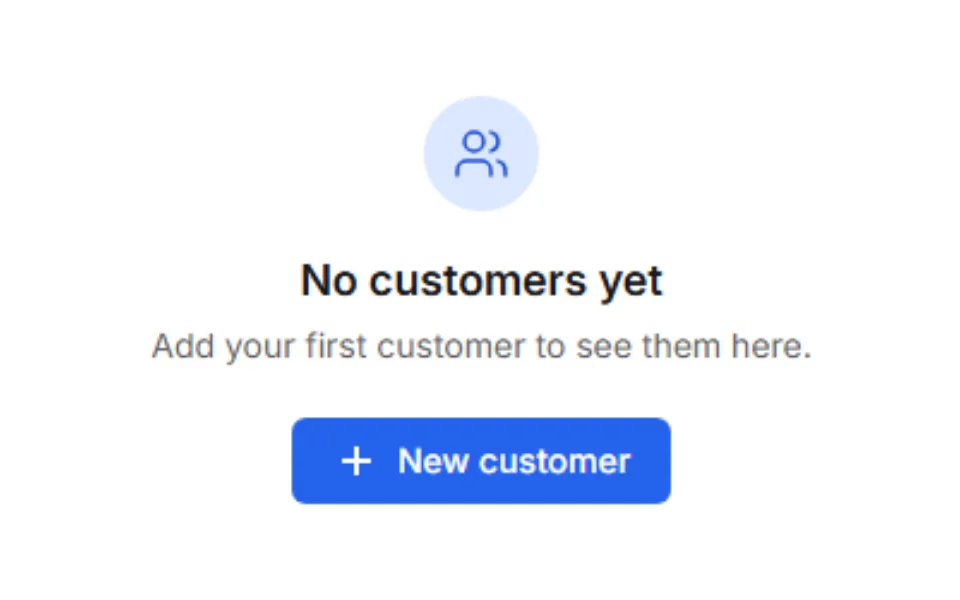 No customers yet
Add your first customer to see them here.
New customer